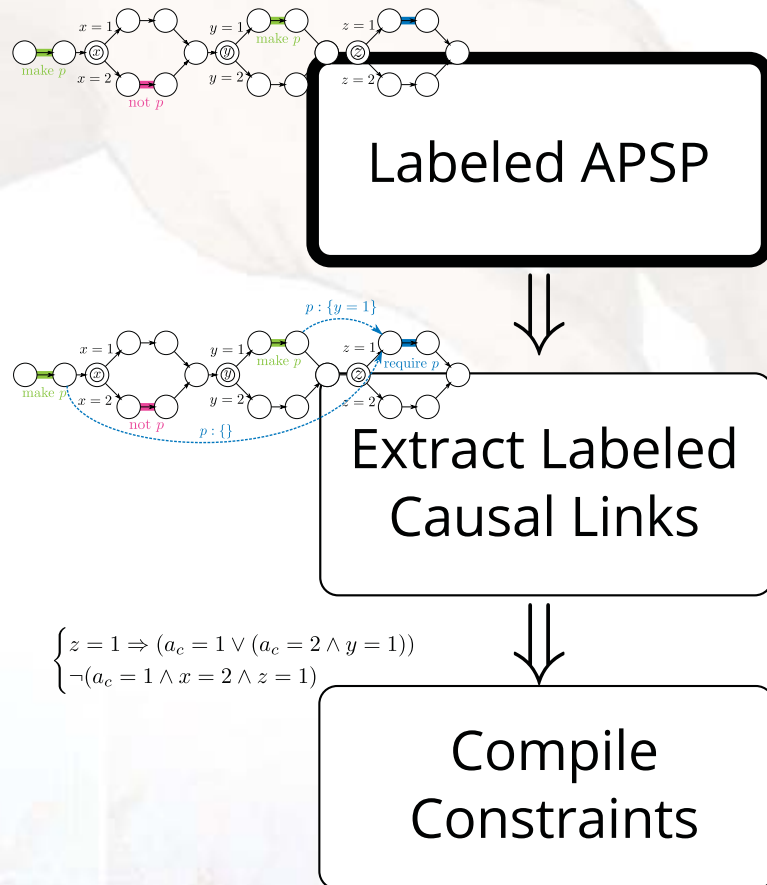 x = 1
y = 1
z = 1
make p
x
y
z
make p
x = 2
y = 2
z = 2
not p
Labeled APSP
p : {y = 1}
x = 1
y = 1
z = 1
make p
require p
x
y
z
make p
x = 2
y = 2
z = 2
not p
p : {}
Extract Labeled
Causal Links
z = 1 ⇒ (a_c = 1 ∨ (a_c = 2 ∧ y = 1))
¬(a_c = 1 ∧ x = 2 ∧ z = 1)
Compile
Constraints